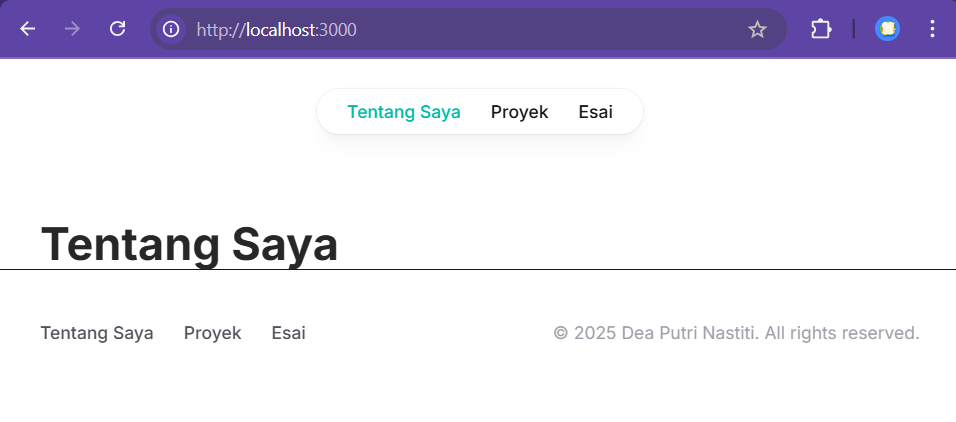 http://localhost:3000
Tentang Saya Proyek Esai
Tentang Saya
Tentang Saya Proyek Esai © 2025 Dea Putri Nastiti. All rights reserved.